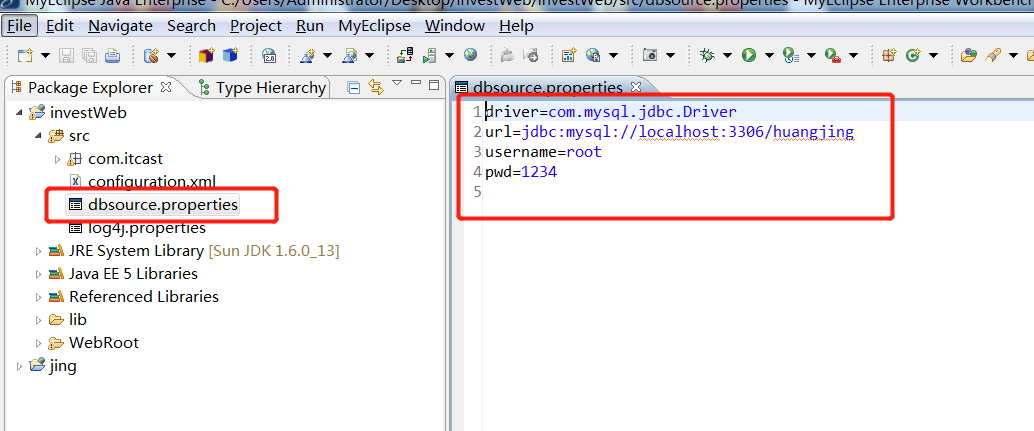 MyEclipse Java Enterprise - C:/Users/Administrator/Desktop/investWeb/investWeb/src/dbsource.properties - MyEclipse Enterprise Workbench
File Edit Navigate Search Project Run MyEclipse Window Help
Package Explorer Type Hierarchy
investWeb
src
com.itcast
configuration.xml
dbsource.properties
log4j.properties
JRE System Library [Sun JDK 1.6.0_13]
Java EE 5 Libraries
Referenced Libraries
lib
WebRoot
jing
dbsource.properties
1 driver=com.mysql.jdbc.Driver
2 url=jdbc:mysql://localhost:3306/huangjing
3 username=root
4 pwd=1234
5